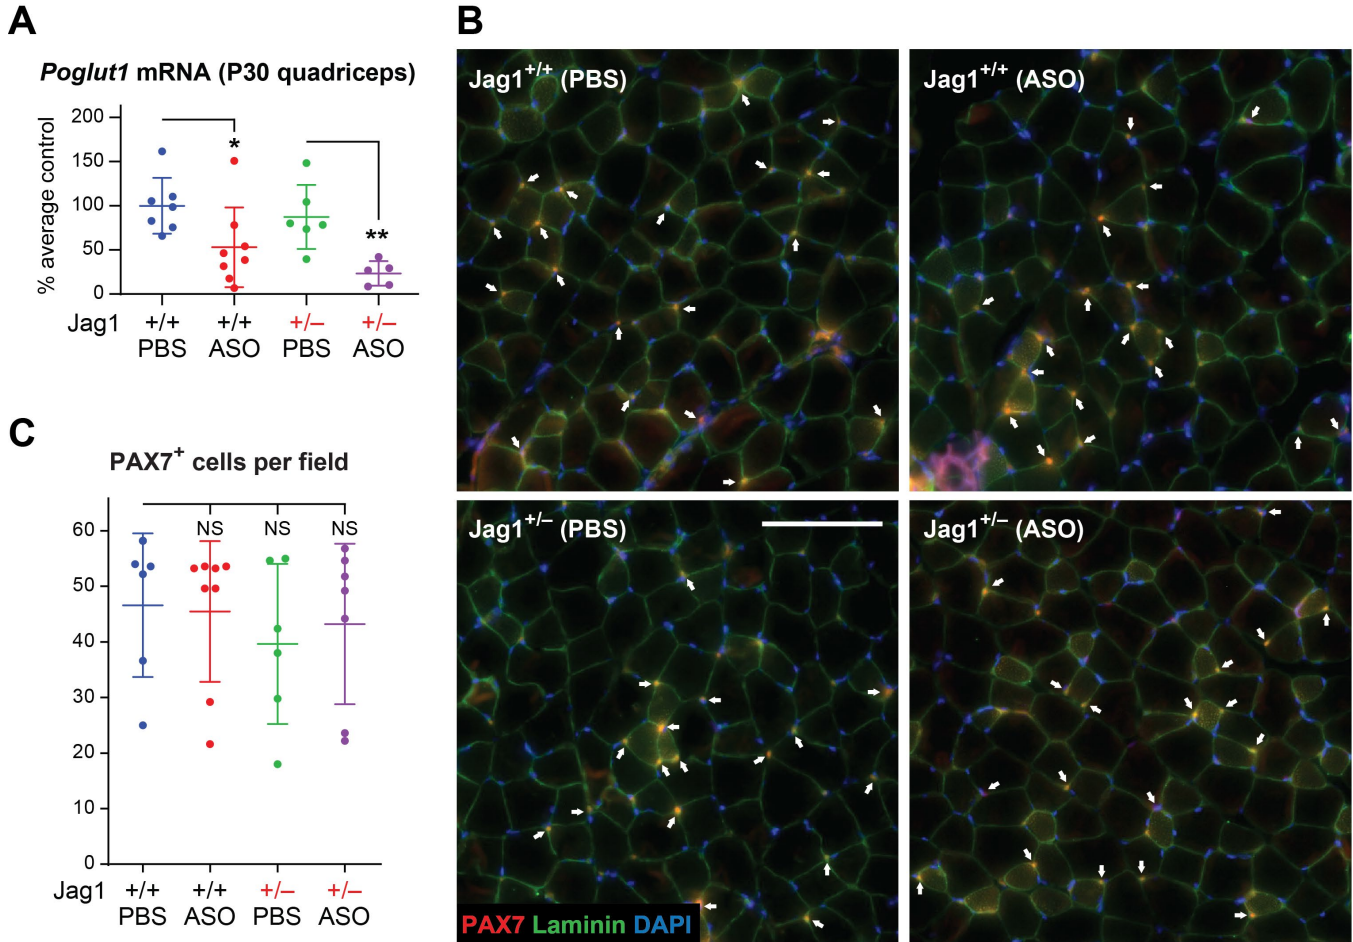 A
Poglut1 mRNA (P30 quadriceps)
% average control
200
150
100
50
0
*
**
Jag1 +/+ +/+ +/– +/–
PBS ASO PBS ASO
B
Jag1+/+ (PBS)
Jag1+/+ (ASO)
Jag1+/– (PBS)
Jag1+/– (ASO)
PAX7 Laminin DAPI
C
PAX7+ cells per field
NS NS NS
60
50
40
30
20
10
0
Jag1 +/+ +/+ +/– +/–
PBS ASO PBS ASO